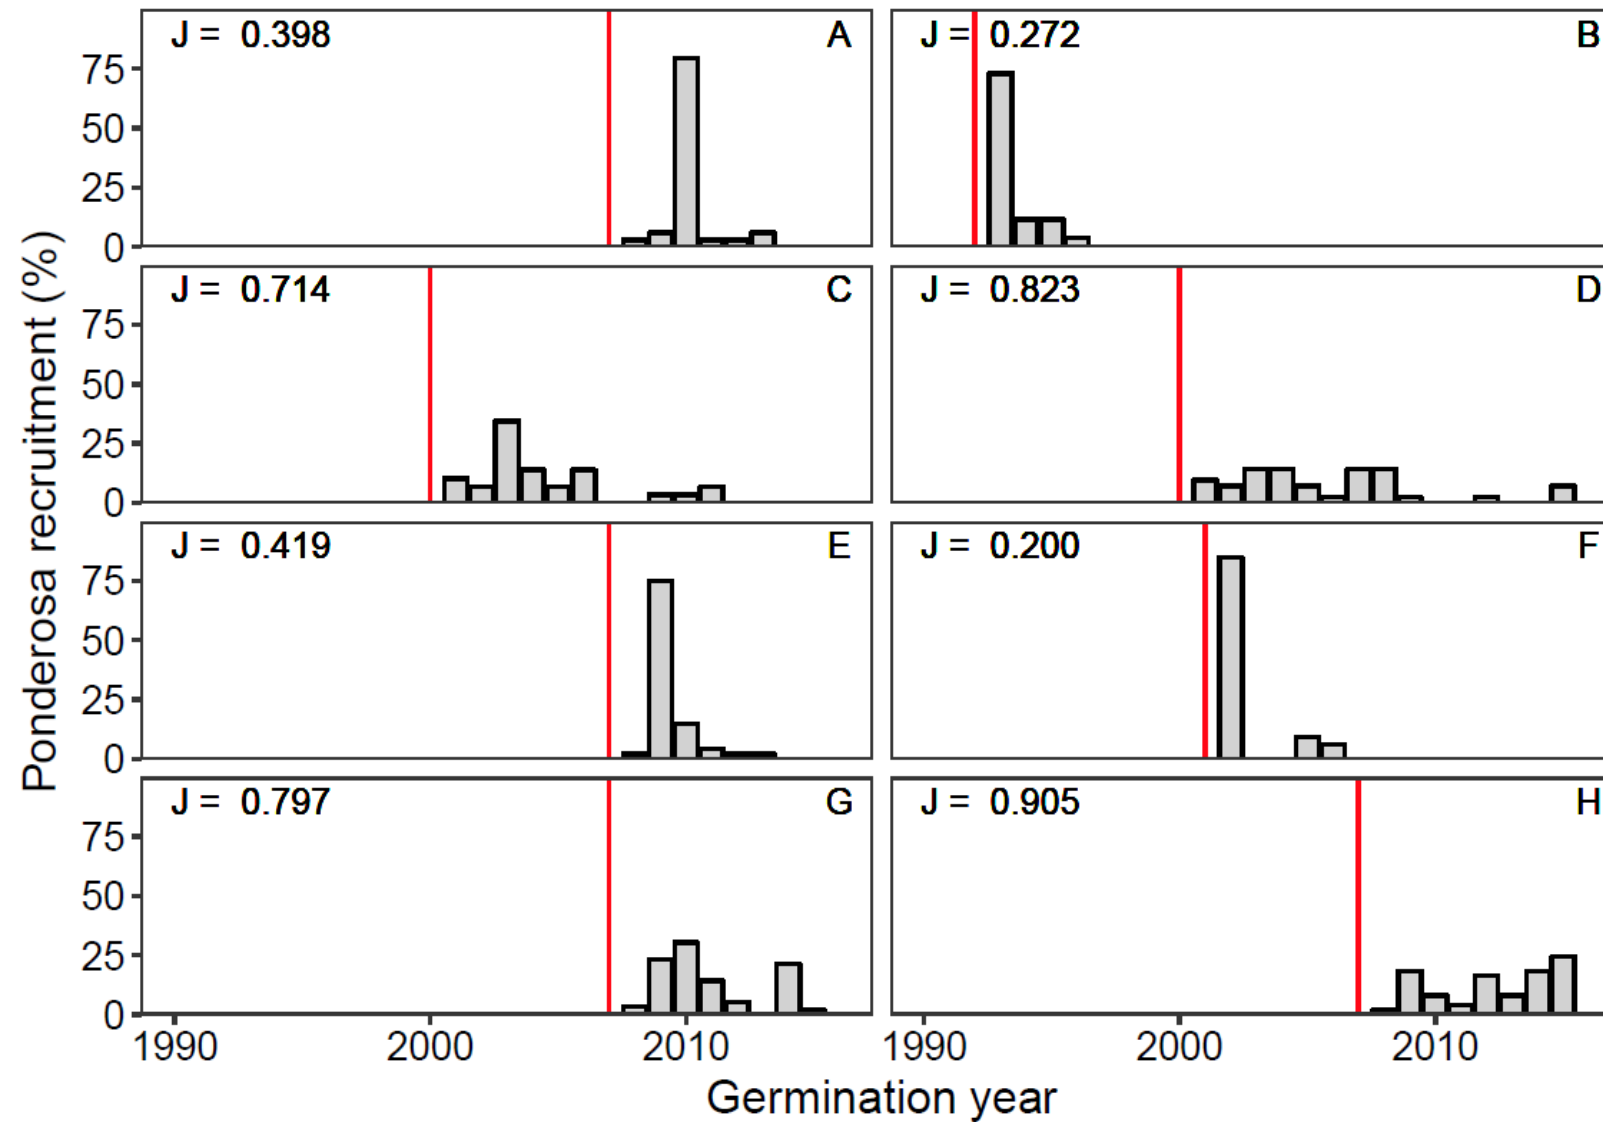 J = 0.398 A
J = 0.272 B
75
50
25
0
J = 0.714 C
J = 0.823 D
75
50
25
0
J = 0.419 E
J = 0.200 F
75
50
25
0
J = 0.797 G
J = 0.905 H
75
50
25
0
1990 2000 2010
1990 2000 2010
Ponderosa recruitment (%)
Germination year